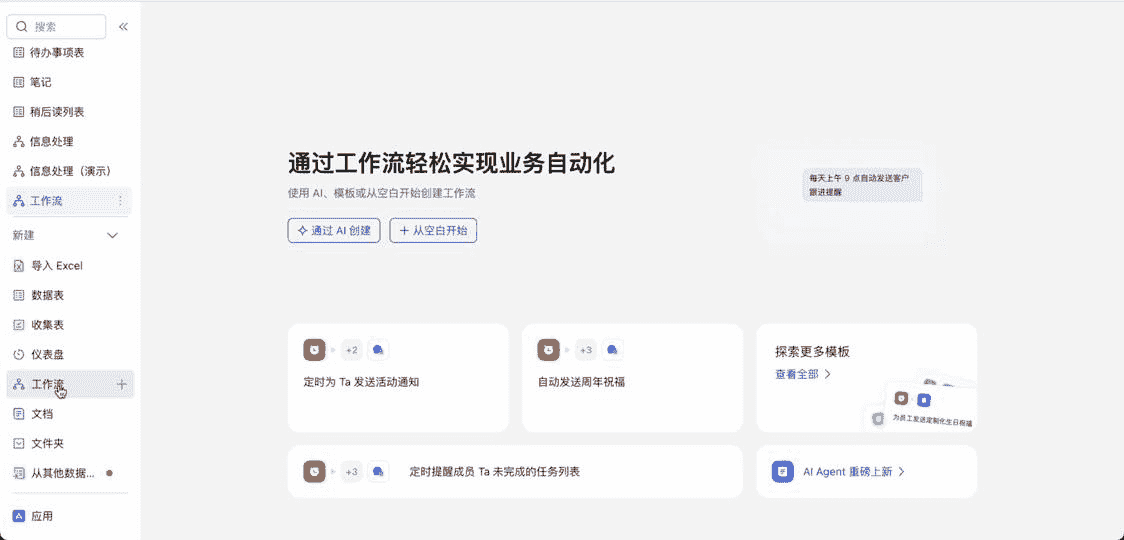 搜索
待办事项表
笔记
稍后读列表
信息处理
信息处理（演示）
工作流
新建
导入 Excel
数据表
收集表
仪表盘
工作流
文档
文件夹
从其他数据...
应用
通过工作流轻松实现业务自动化
使用 AI、模板或从空白开始创建工作流
通过 AI 创建
从空白开始
每天上午 9 点自动发送客户
跟进提醒
+2
定时为 Ta 发送活动通知
+3
自动发送周年祝福
探索更多模板
查看全部
为员工发送定制化生日祝福
+3
定时提醒成员 Ta 未完成的任务列表
AI Agent 重磅上新